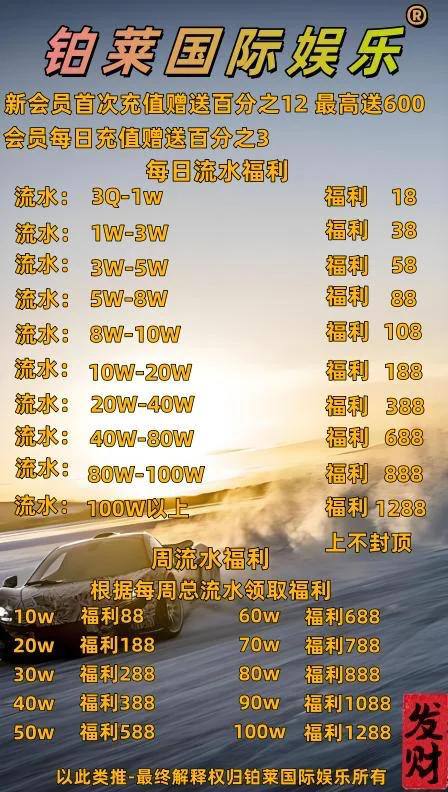 铂莱国际娱乐®
新会员首次充值赠送百分之12 最高送600
会员每日充值赠送百分之3
每日流水福利
流水： 3Q-1w 福利 18
流水： 1W-3W 福利 38
流水： 3W-5W 福利 58
流水： 5W-8W 福利 88
流水： 8W-10W 福利 108
流水： 10W-20W 福利 188
流水： 20W-40W 福利 388
流水： 40W-80W 福利 688
流水： 80W-100W 福利 888
流水： 100W以上 福利 1288
上不封顶
周流水福利
根据每周总流水领取福利
10w 福利88 60w 福利688
20w 福利188 70w 福利788
30w 福利288 80w 福利888
40w 福利388 90w 福利1088
50w 福利588 100w 福利1288
发财
以此类推-最终解释权归铂莱国际娱乐所有